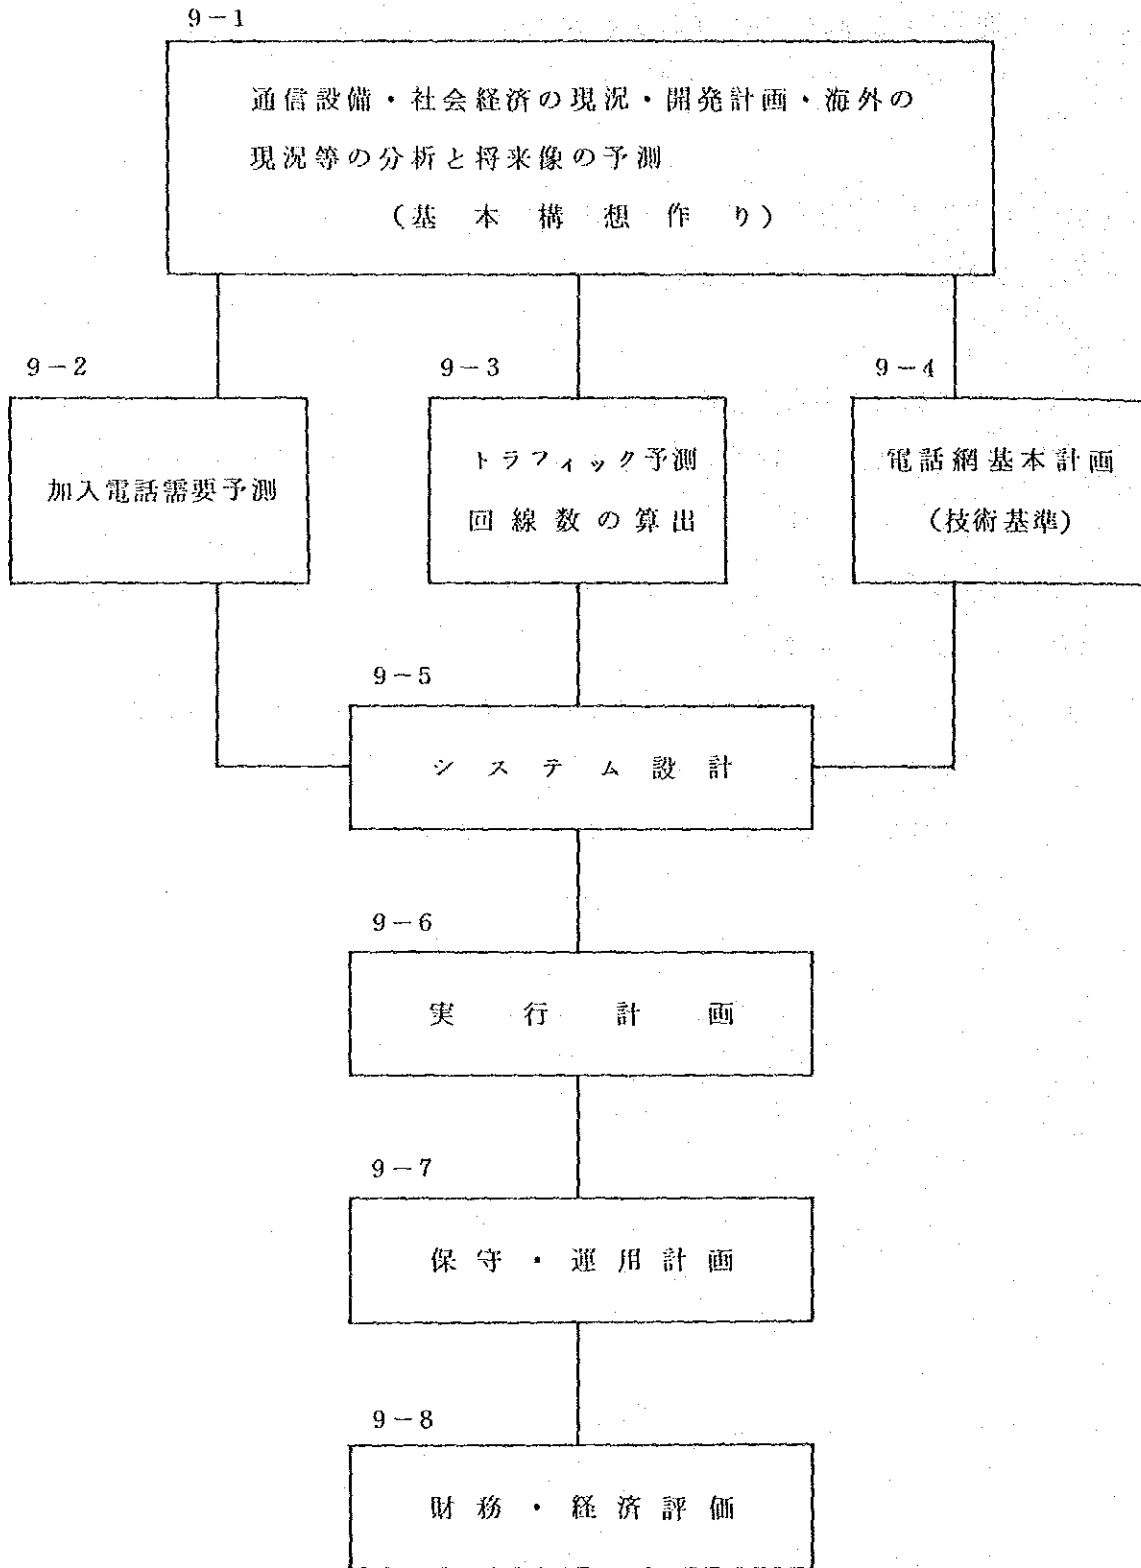 9-1
通信設備・社会経済の現況・開発計画・海外の
現況等の分析と将来像の予測
(基本構想作り)
9-2
9-3
9-4
加入電話需要予測
トラフィック予測
回線数の算出
電話網基本計画
(技術基準)
9-5
システム設計
9-6
実行計画
9-7
保守・運用計画
9-8
財務・経済評価